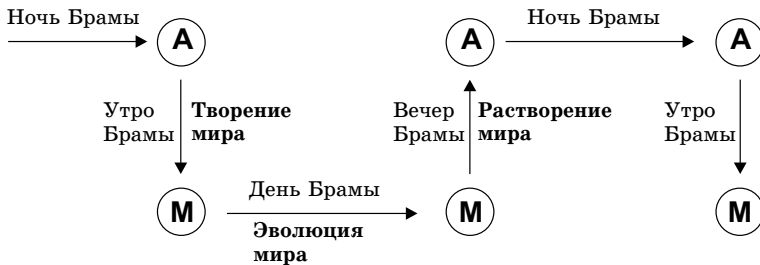 Ночь Брамы
Ночь Брамы
А
А
А
Утро
Брамы
Творение
мира
Вечер
Брамы
Растворение
мира
Утро
Брамы
М
День Брамы
Эволюция
мира
М
М